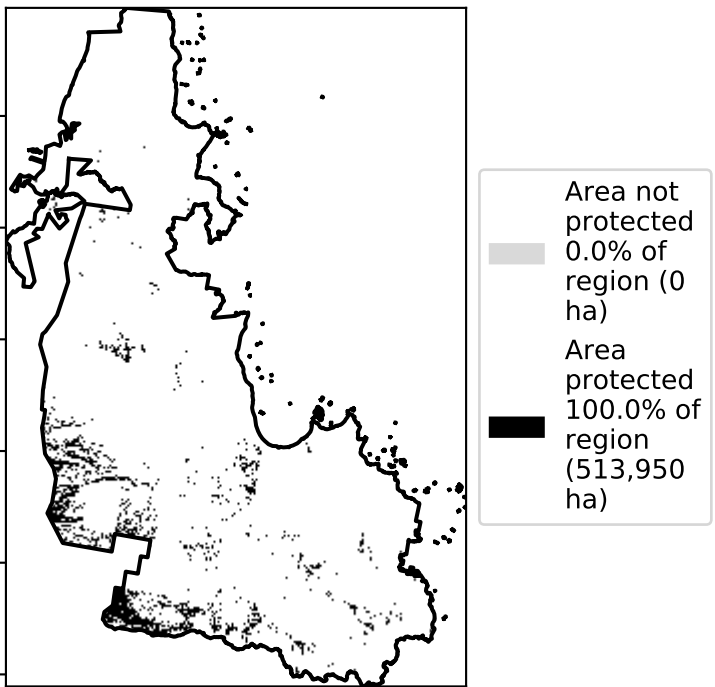 Area not
protected
0.0% of
region (0
ha)
Area
protected
100.0% of
region
(513,950
ha)